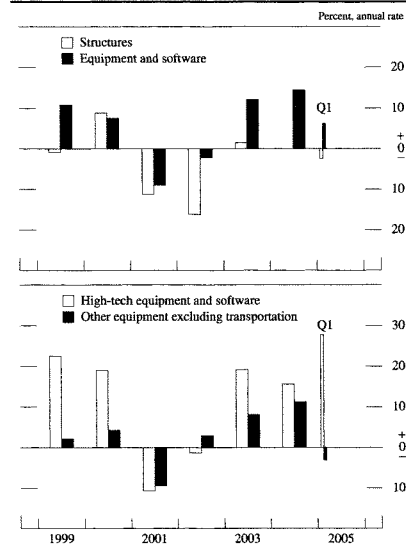 Percent, annual rate
Structures
Equipment and software
20
Q1
10
+
0
–
10
20
High-tech equipment and software
Other equipment excluding transportation
Q1
30
20
10
+
0
–
10
1999 2001 2003 2005